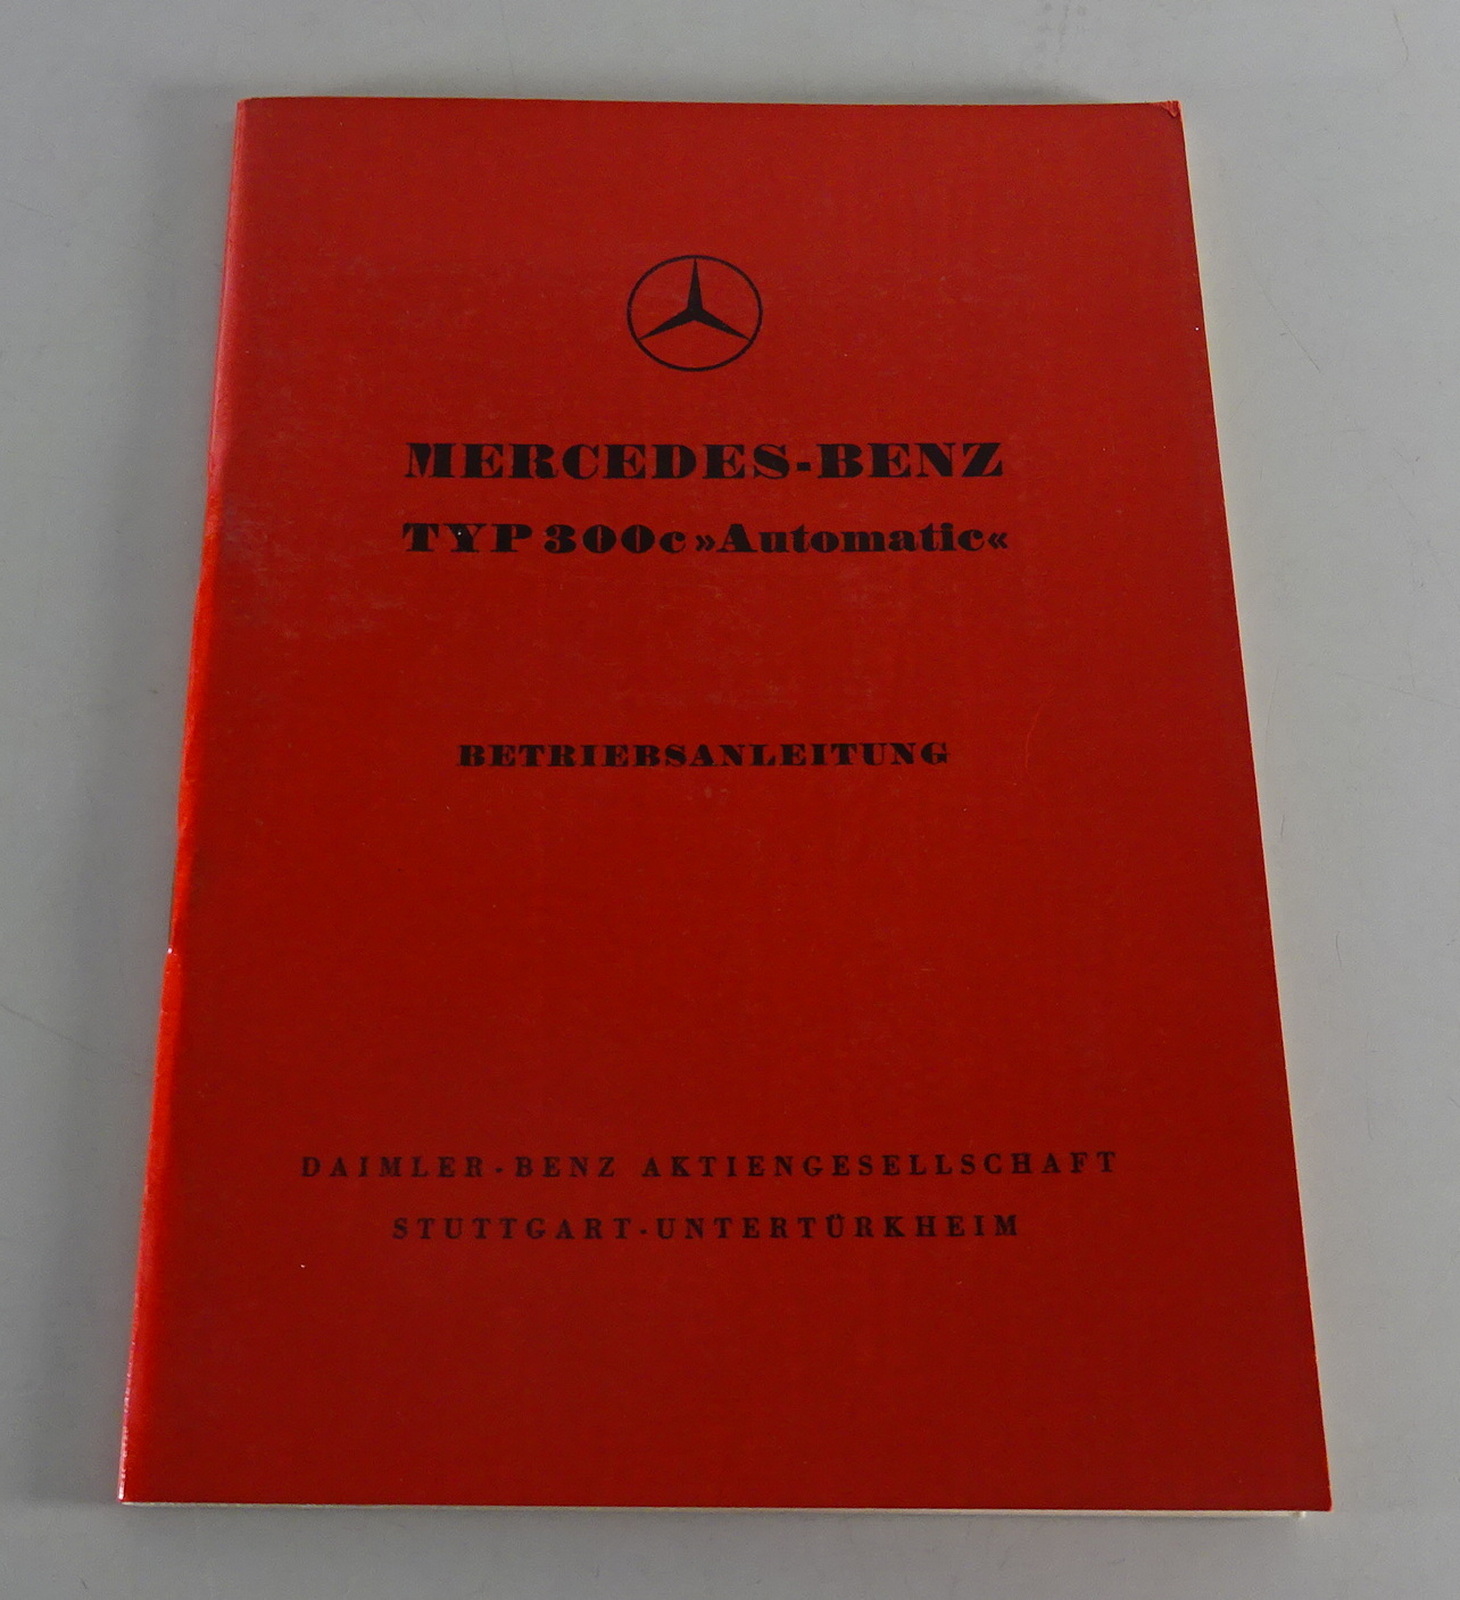 MERCEDES-BENZ
TYP 300c »Automatic«
BETRIEBSANLEITUNG
DAIMLER-BENZ AKTIENGESELLSCHAFT
STUTTGART-UNTERTÜRKHEIM